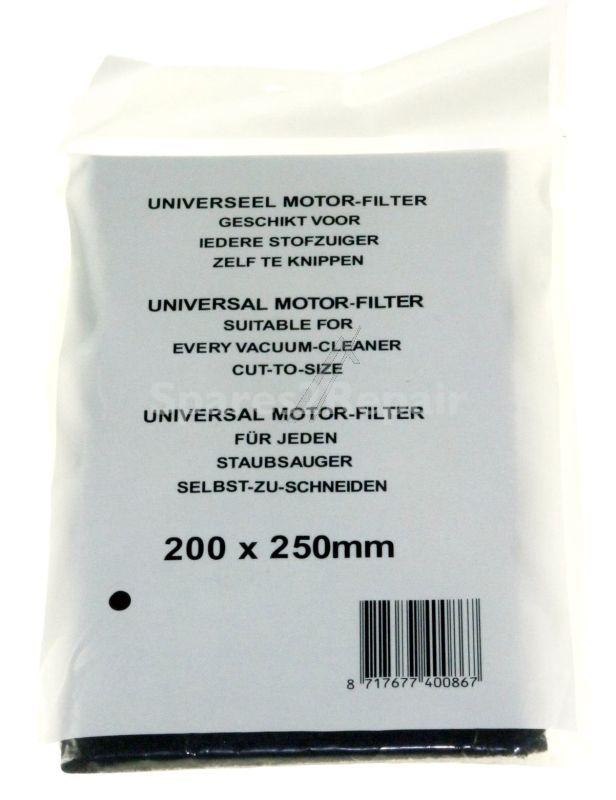 UNIVERSEEL MOTOR-FILTER
GESCHIKT VOOR
IEDERE STOFZUIGER
ZELF TE KNIPPEN
UNIVERSAL MOTOR-FILTER
SUITABLE FOR
EVERY VACUUM-CLEANER
CUT-TO-SIZE
Spares2Repair
UNIVERSAL MOTOR-FILTER
FÜR JEDEN
STAUBSAUGER
SELBST-ZU-SCHNEIDEN
200 x 250mm
8 717677 400867